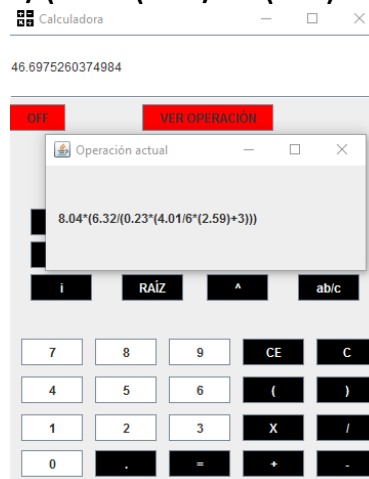 Calculadora
46.6975260374984
OFF VER OPERACIÓN
Operación actual
8.04*(6.32/(0.23*(4.01/6*(2.59)+3)))
i RAÍZ ^ ab/c
7 8 9 CE C
4 5 6 ( )
1 2 3 X /
0 . = + -